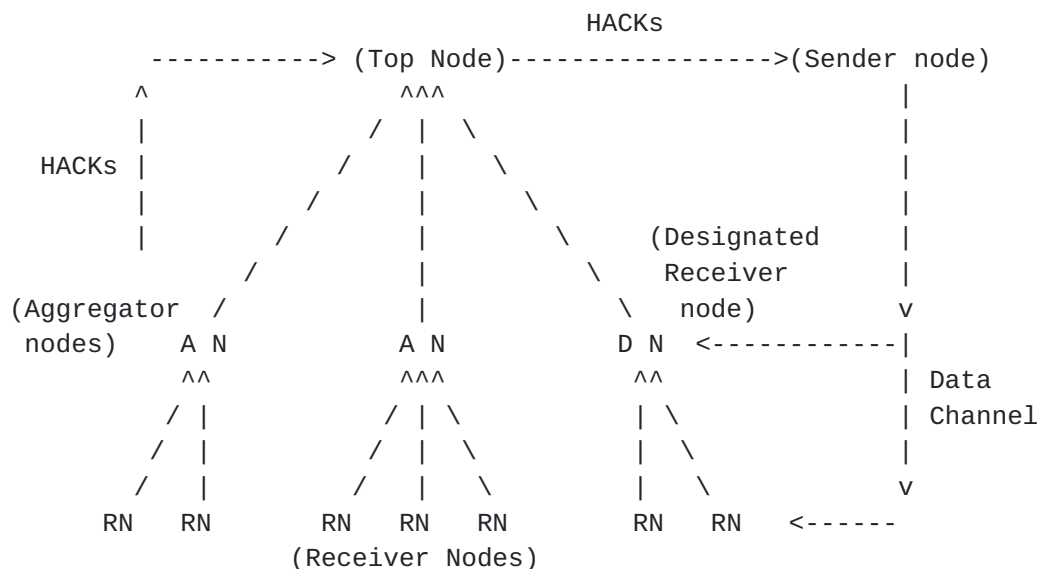 HACKs
-----------> (Top Node)----------------->(Sender node)
^ ^^^ |
| / | \ |
HACKs | / | \ |
| / | \ |
| / | \ (Designated |
/ | \ Receiver |
(Aggregator / | \ node) v
nodes) A N A N D N <------------|
^^ ^^^ ^^ | Data
/ | / | \ | \ | Channel
/ | / | \ | \ |
/ | / | \ | \ v
RN RN RN RN RN RN RN <------
(Receiver Nodes)